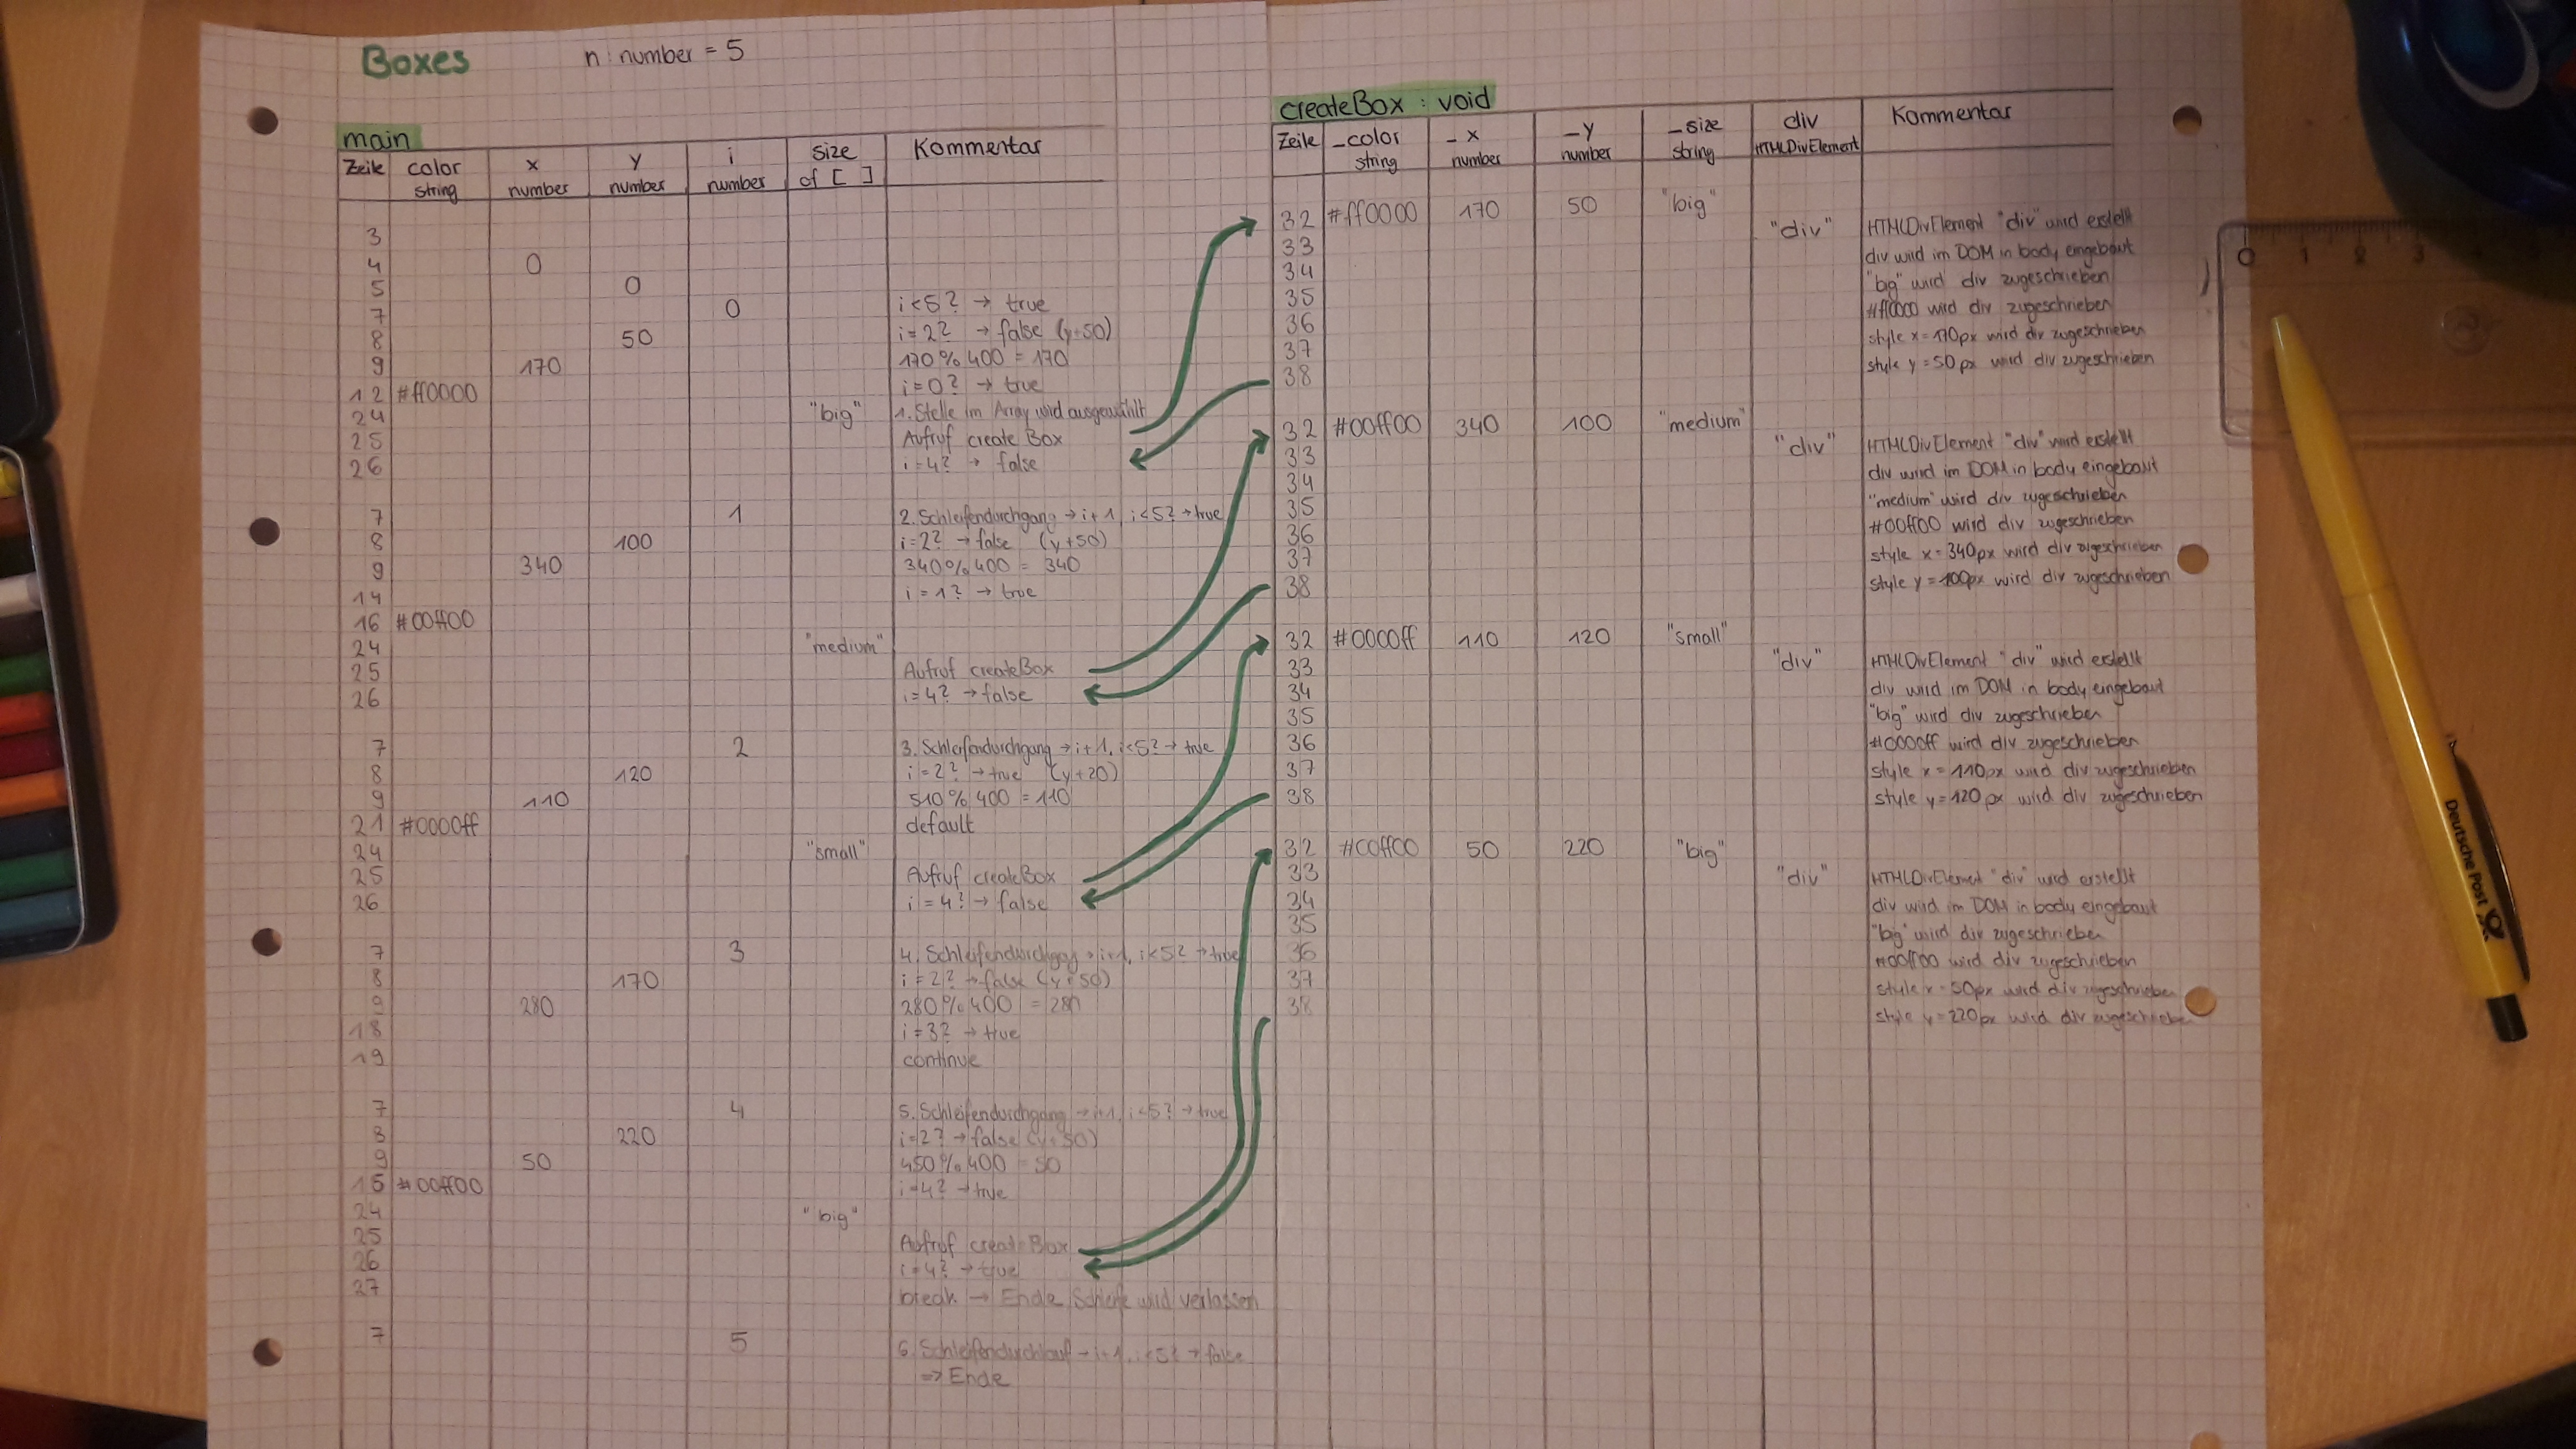 Boxes n : number = 5
main
Zeile color string x number y number i number size of [ ] Kommentar
3
4 0
5 0
7 0 i<5? → true
8 50 i=2? → false (y+50)
9 170 170%400 = 170
i=0? → true
12 #ff0000
24 "big" 1. Stelle im Array wird ausgewählt
25 Aufruf create Box
26 i=4? → false
7 1 2. Schleifendurchgang → i+1, i<5? → true
8 100 i=2? → false (y+50)
9 340 340%400 = 340
14 i=1? → true
16 #00ff00
24 "medium"
25 Aufruf createBox
26 i=4? → false
7 2 3. Schleifendurchgang → i+1, i<5? → true
8 120 i=2? → true (y+20)
9 110 510%400 = 110
21 #0000ff default
24 "small"
25 Aufruf createBox
26 i=4? → false
7 3 4. Schleifendurchgang → i+1, i<5? → true
8 170 i=2? → false (y+50)
9 280 280%400 = 280
18 i=3? → true
19 continue
7 4 5. Schleifendurchgang → i+1, i<5? → true
8 220 i=2? → false (y+50)
9 50 450%400 = 50
#00ff00 i=4? → true
24 "big"
25 Aufruf createBox
26 i=4? → true
27 break → Ende, wird verlassen
7 5 6. Schleifendurchlauf → i+1, i<5? → false
=> Ende
createBox : void
Zeile _color string _x number _y number _size string div HTMLDivElement Kommentar
32 #ff0000 170 50 "big"
33 "div" HTMLDivElement "div" wird erstellt
34 div wird im DOM in body eingebaut
35 "big" wird div zugeschrieben
36 #ff0000 wird div zugeschrieben
37 style x=170px wird div zugeschrieben
38 style y=50px wird div zugeschrieben
32 #00ff00 340 100 "medium"
33 "div" HTMLDivElement "div" wird erstellt
34 div wird im DOM in body eingebaut
35 "medium" wird div zugeschrieben
36 #00ff00 wird div zugeschrieben
37 style x=340px wird div zugeschrieben
38 style y=100px wird div zugeschrieben
32 #0000ff 110 120 "small"
33 "div" HTMLDivElement "div" wird erstellt
34 div wird im DOM in body eingebaut
35 "big" wird div zugeschrieben
36 #0000ff wird div zugeschrieben
37 style x=110px wird div zugeschrieben
38 style y=120px wird div zugeschrieben
32 #00ff00 50 220 "big"
33 "div" HTMLDivElement "div" wird erstellt
34 div wird im DOM in body eingebaut
35 "big" wird div zugeschrieben
36 #00ff00 wird div zugeschrieben
37 style x=50px wird div zugeschrieben
38 style y=220px wird div zugeschrieben
0 1 2 3
Deutsche Post